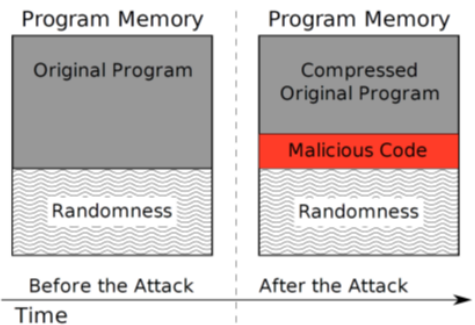 Program Memory
Original Program
Randomness
Before the Attack
Program Memory
Compressed
Original Program
Malicious Code
Randomness
After the Attack
Time